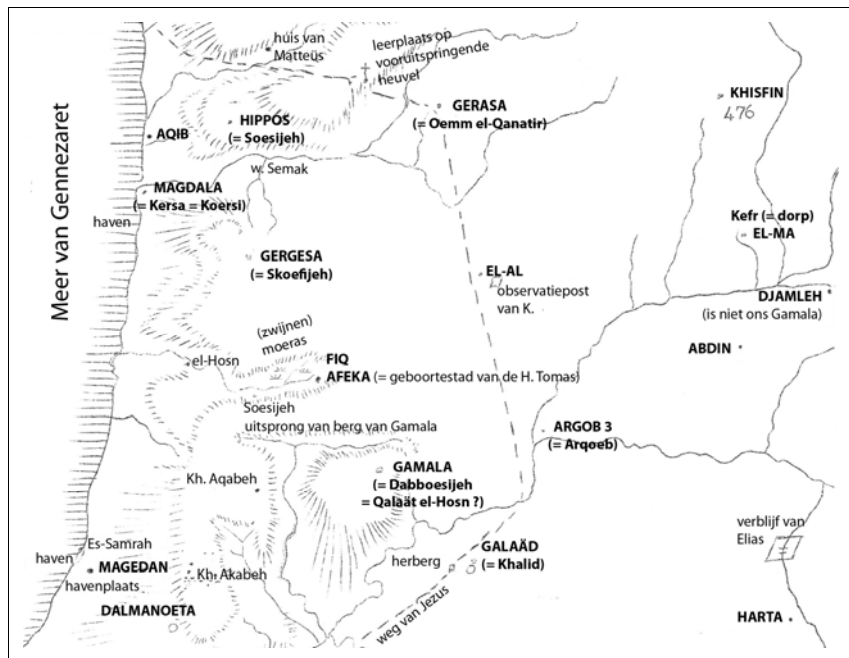 huis van
Matteüs
leerplaats op
vooruitspringende
heuvel
KHISFIN
476
HIPPOS
(= Soesijeh)
GERASA
(= Oemm el-Qanatir)
AQIB
w. Semak
MAGDALA
(= Kersa = Koersi)
haven
Meer van Gennezaret
Kefr (= dorp)
EL-MA
GERGESA
(= Skoefijeh)
EL-AL
observatiepost
van K.
DJAMLEH
(is niet ons Gamala)
(zwijnen)
moeras
ABDIN
el-Hosn
FIQ
AFEKA (= geboortestad van de H. Tomas)
Soesijeh
uitsprong van berg van Gamala
ARGOB 3
(= Arqoeb)
GAMALA
(= Dabboesijeh
= Qalaät el-Hosn ?)
Kh. Aqabeh
verblijf van
Elias
Es-Samrah
haven
MAGEDAN
havenplaats
Kh. Akabeh
herberg
GALAÄD
(= Khalid)
DALMANOETA
weg van Jezus
HARTA